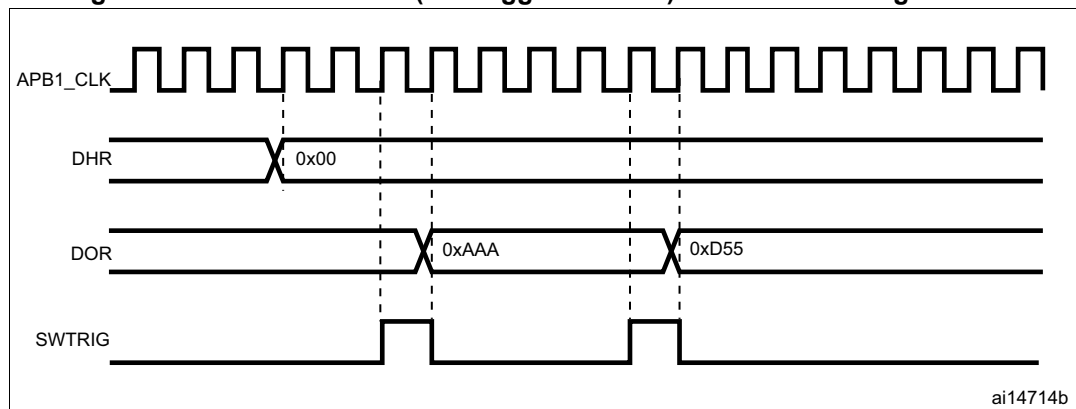 APB1_CLK
DHR
0x00
DOR
0xAAA
0xD55
SWTRIG
ai14714b